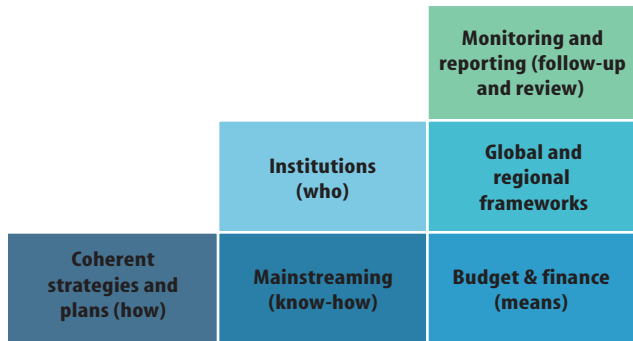 Monitoring and
reporting (follow-up
and review)
Institutions
(who)
Global and
regional
frameworks
Coherent
strategies and
plans (how)
Mainstreaming
(know-how)
Budget & finance
(means)